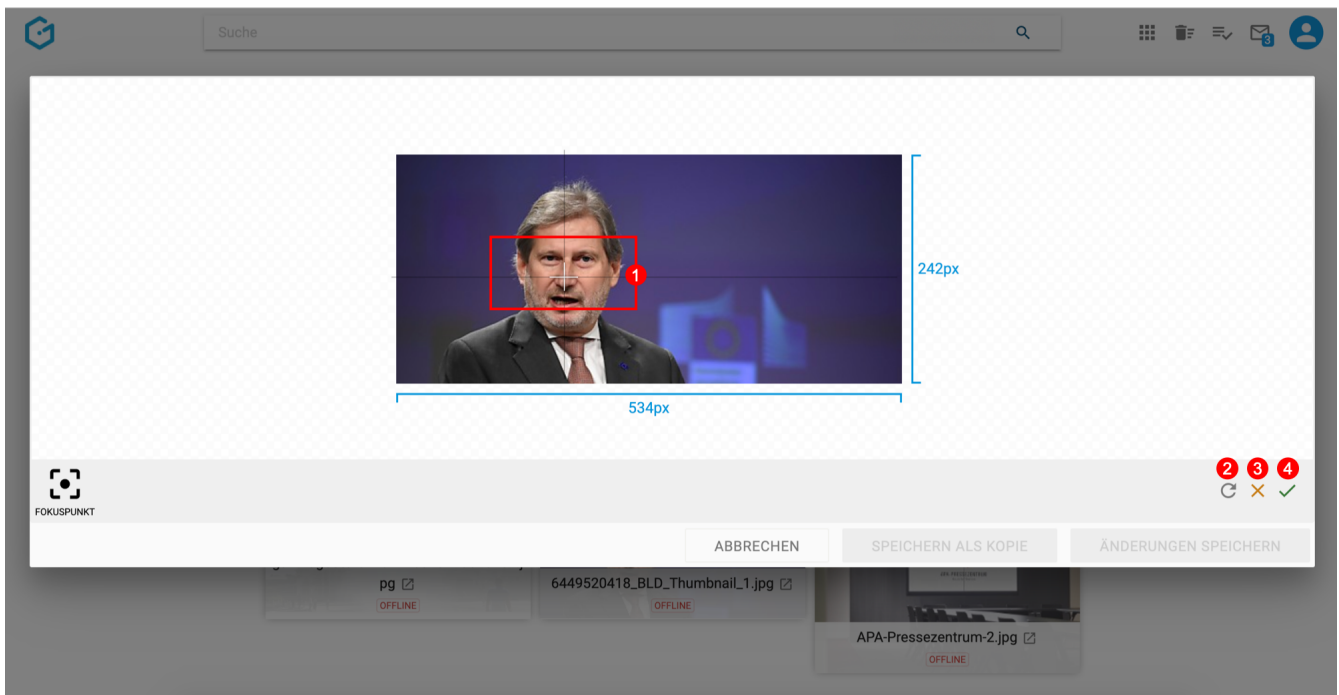 Suche
3
1
242px
534px
2 3 4
FOKUSPUNKT
ABBRECHEN SPEICHERN ALS KOPIE ÄNDERUNGEN SPEICHERN
pg
OFFLINE
6449520418_BLD_Thumbnail_1.jpg
OFFLINE
APA-Pressezentrum-2.jpg
OFFLINE